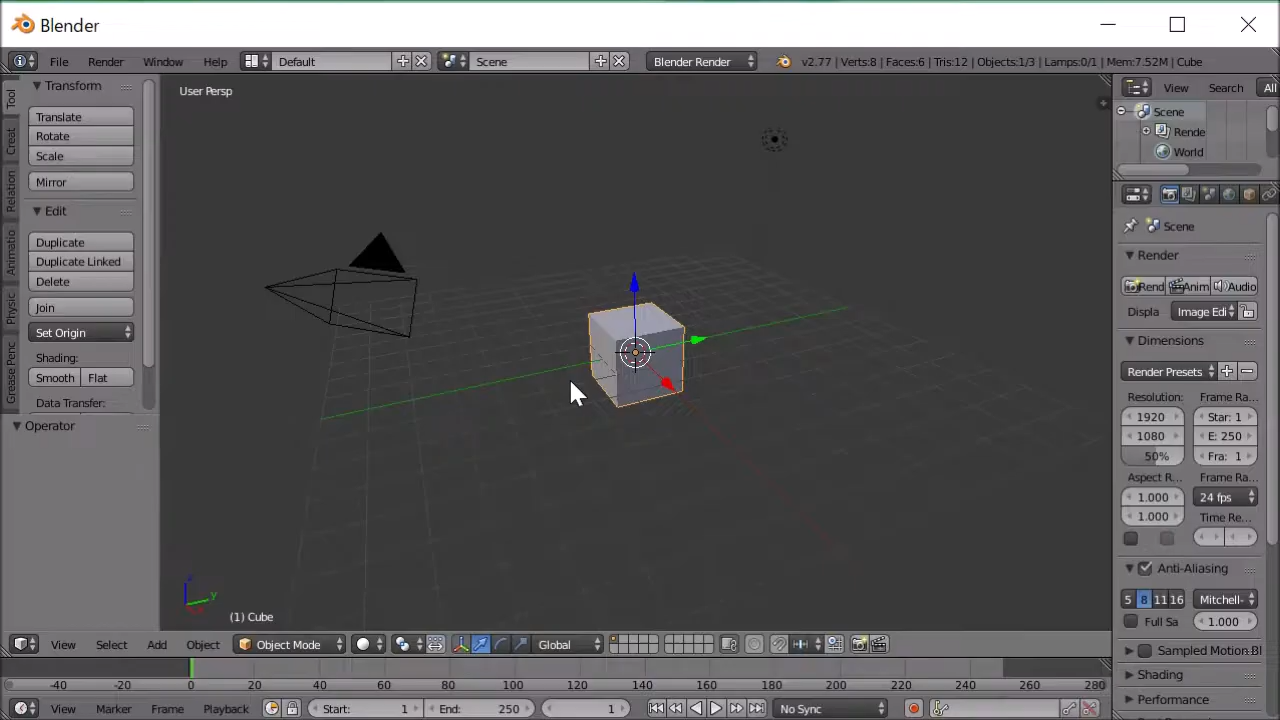 Blender
File Render Window Help Default Scene Blender Render v2.77 | Verts:8 | Faces:6 | Tris:12 | Objects:1/3 | Lamps:0/1 | Mem:7.52M | Cube
Tool
Creat
Relation
Animatio
Physic
Grease Penc
Transform
Translate
Rotate
Scale
Mirror
Edit
Duplicate
Duplicate Linked
Delete
Join
Set Origin
Shading:
Smooth Flat
Data Transfer:
Operator
User Persp
z
y
(1) Cube
View Search All
Scene
Rende
World
Scene
Render
Rend Anim Audio
Displa Image Edi
Dimensions
Render Presets
Resolution: Frame Ra...
1920 Star: 1
1080 E: 250
50% Fra: 1
Aspect R... Frame Ra...
1.000 24 fps
1.000 Time Re...
Anti-Aliasing
5 8 11 16 Mitchell-
Full Sa 1.000
Sampled Motion Bl
Shading
Performance
View Select Add Object Object Mode Global
-40 -20 0 20 40 60 80 100 120 140 160 180 200 220 240 260 280
View Marker Frame Playback Start: 1 End: 250 1 No Sync